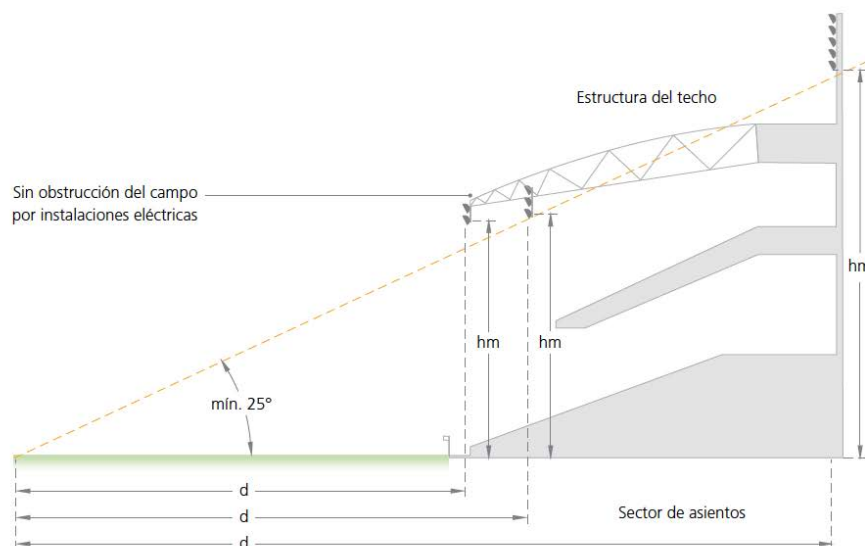 Estructura del techo
Sin obstrucción del campo
por instalaciones eléctricas
hm
hm
hm
mín. 25°
d
d
Sector de asientos
d